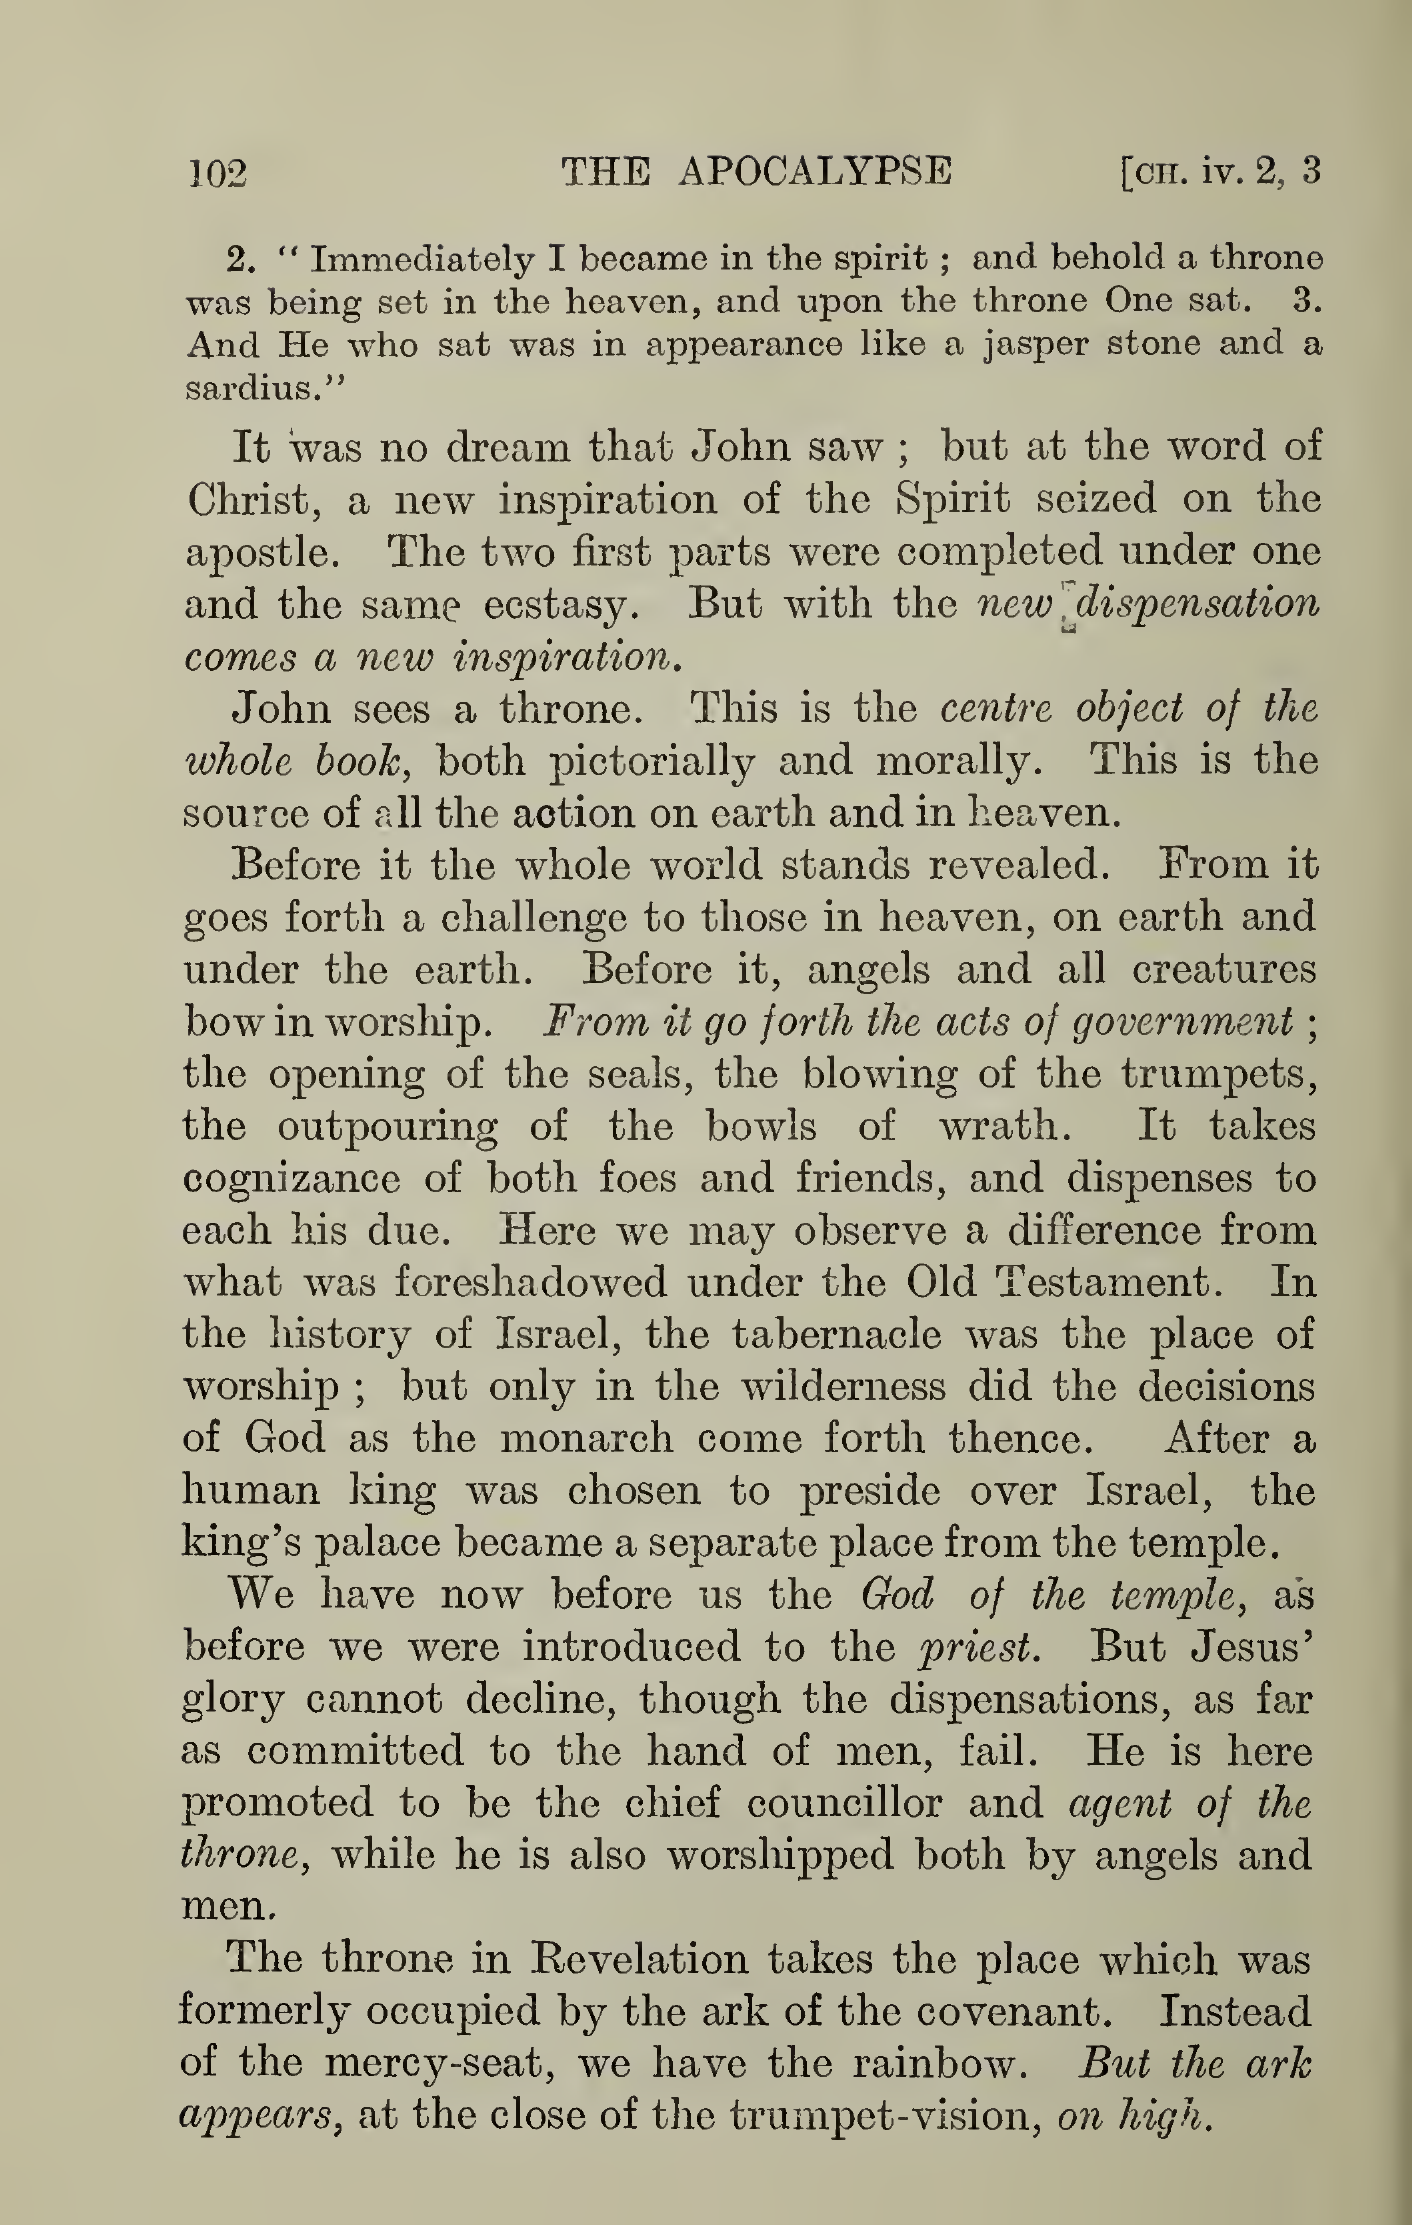 102 THE APOCALYPSE [CH. iv. 2, 3
2. “ Immediately I became in the spirit ; and behold a throne
was being set in the heaven, and upon the throne One sat. 3.
And He who sat was in appearance like a jasper stone and a
sardius.”
It was no dream that John saw ; but at the word of
Christ, a new inspiration of the Spirit seized on the
apostle. The two first parts were completed under one
and the same ecstasy. But with the new dispensation
comes a new inspiration.
John sees a throne. This is the centre object of the
whole book, both pictorially and morally. This is the
source of all the action on earth and in heaven.
Before it the whole world stands revealed. From it
goes forth a challenge to those in heaven, on earth and
under the earth. Before it, angels and all creatures
bow in worship. From it go forth the acts of government ;
the opening of the seals, the blowing of the trumpets,
the outpouring of the bowls of wrath. It takes
cognizance of both foes and friends, and dispenses to
each his due. Here we may observe a difference from
what was foreshadowed under the Old Testament. In
the history of Israel, the tabernacle was the place of
worship ; but only in the wilderness did the decisions
of God as the monarch come forth thence. After a
human king was chosen to preside over Israel, the
king’s palace became a separate place from the temple.
We have now before us the God of the temple, as
before we were introduced to the priest. But Jesus’
glory cannot decline, though the dispensations, as far
as committed to the hand of men, fail. He is here
promoted to be the chief councillor and agent of the
throne, while he is also worshipped both by angels and
men.
The throne in Revelation takes the place which was
formerly occupied by the ark of the covenant. Instead
of the mercy-seat, we have the rainbow. But the ark
appears, at the close of the trumpet-vision, on high.